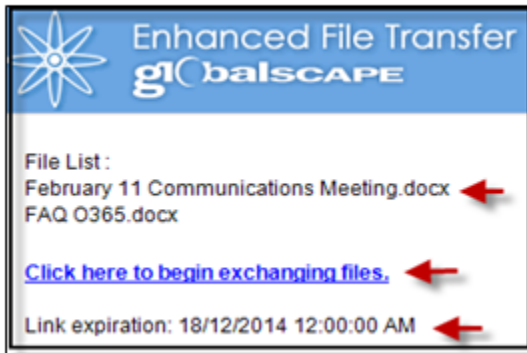 Enhanced File Transfer
globalSCAPE
File List :
February 11 Communications Meeting.docx
FAQ O365.docx
Click here to begin exchanging files.
Link expiration: 18/12/2014 12:00:00 AM